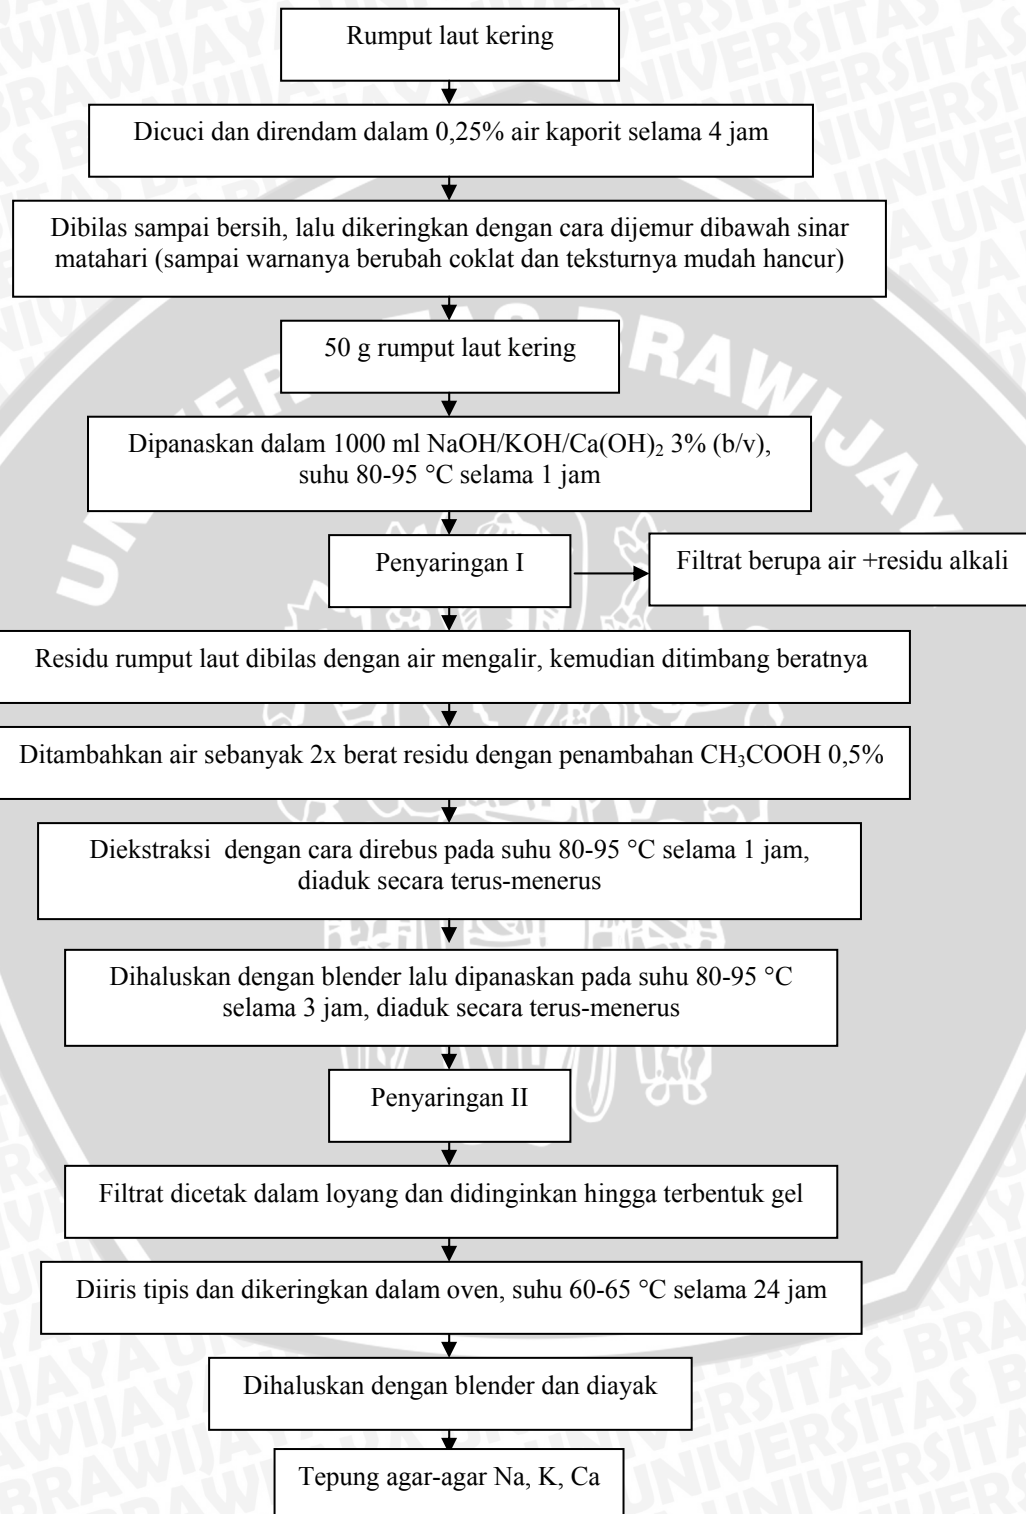 Rumput laut kering
Dicuci dan direndam dalam 0,25% air kaporit selama 4 jam
Dibilas sampai bersih, lalu dikeringkan dengan cara dijemur dibawah sinar
matahari (sampai warnanya berubah coklat dan teksturnya mudah hancur)
50 g rumput laut kering
Dipanaskan dalam 1000 ml NaOH/KOH/Ca(OH)₂ 3% (b/v),
suhu 80-95 °C selama 1 jam
Penyaringan I
Filtrat berupa air +residu alkali
Residu rumput laut dibilas dengan air mengalir, kemudian ditimbang beratnya
Ditambahkan air sebanyak 2x berat residu dengan penambahan CH₃COOH 0,5%
Diekstraksi  dengan cara direbus pada suhu 80-95 °C selama 1 jam,
diaduk secara terus-menerus
Dihaluskan dengan blender lalu dipanaskan pada suhu 80-95 °C
selama 3 jam, diaduk secara terus-menerus
Penyaringan II
Filtrat dicetak dalam loyang dan didinginkan hingga terbentuk gel
Diiris tipis dan dikeringkan dalam oven, suhu 60-65 °C selama 24 jam
Dihaluskan dengan blender dan diayak
Tepung agar-agar Na, K, Ca